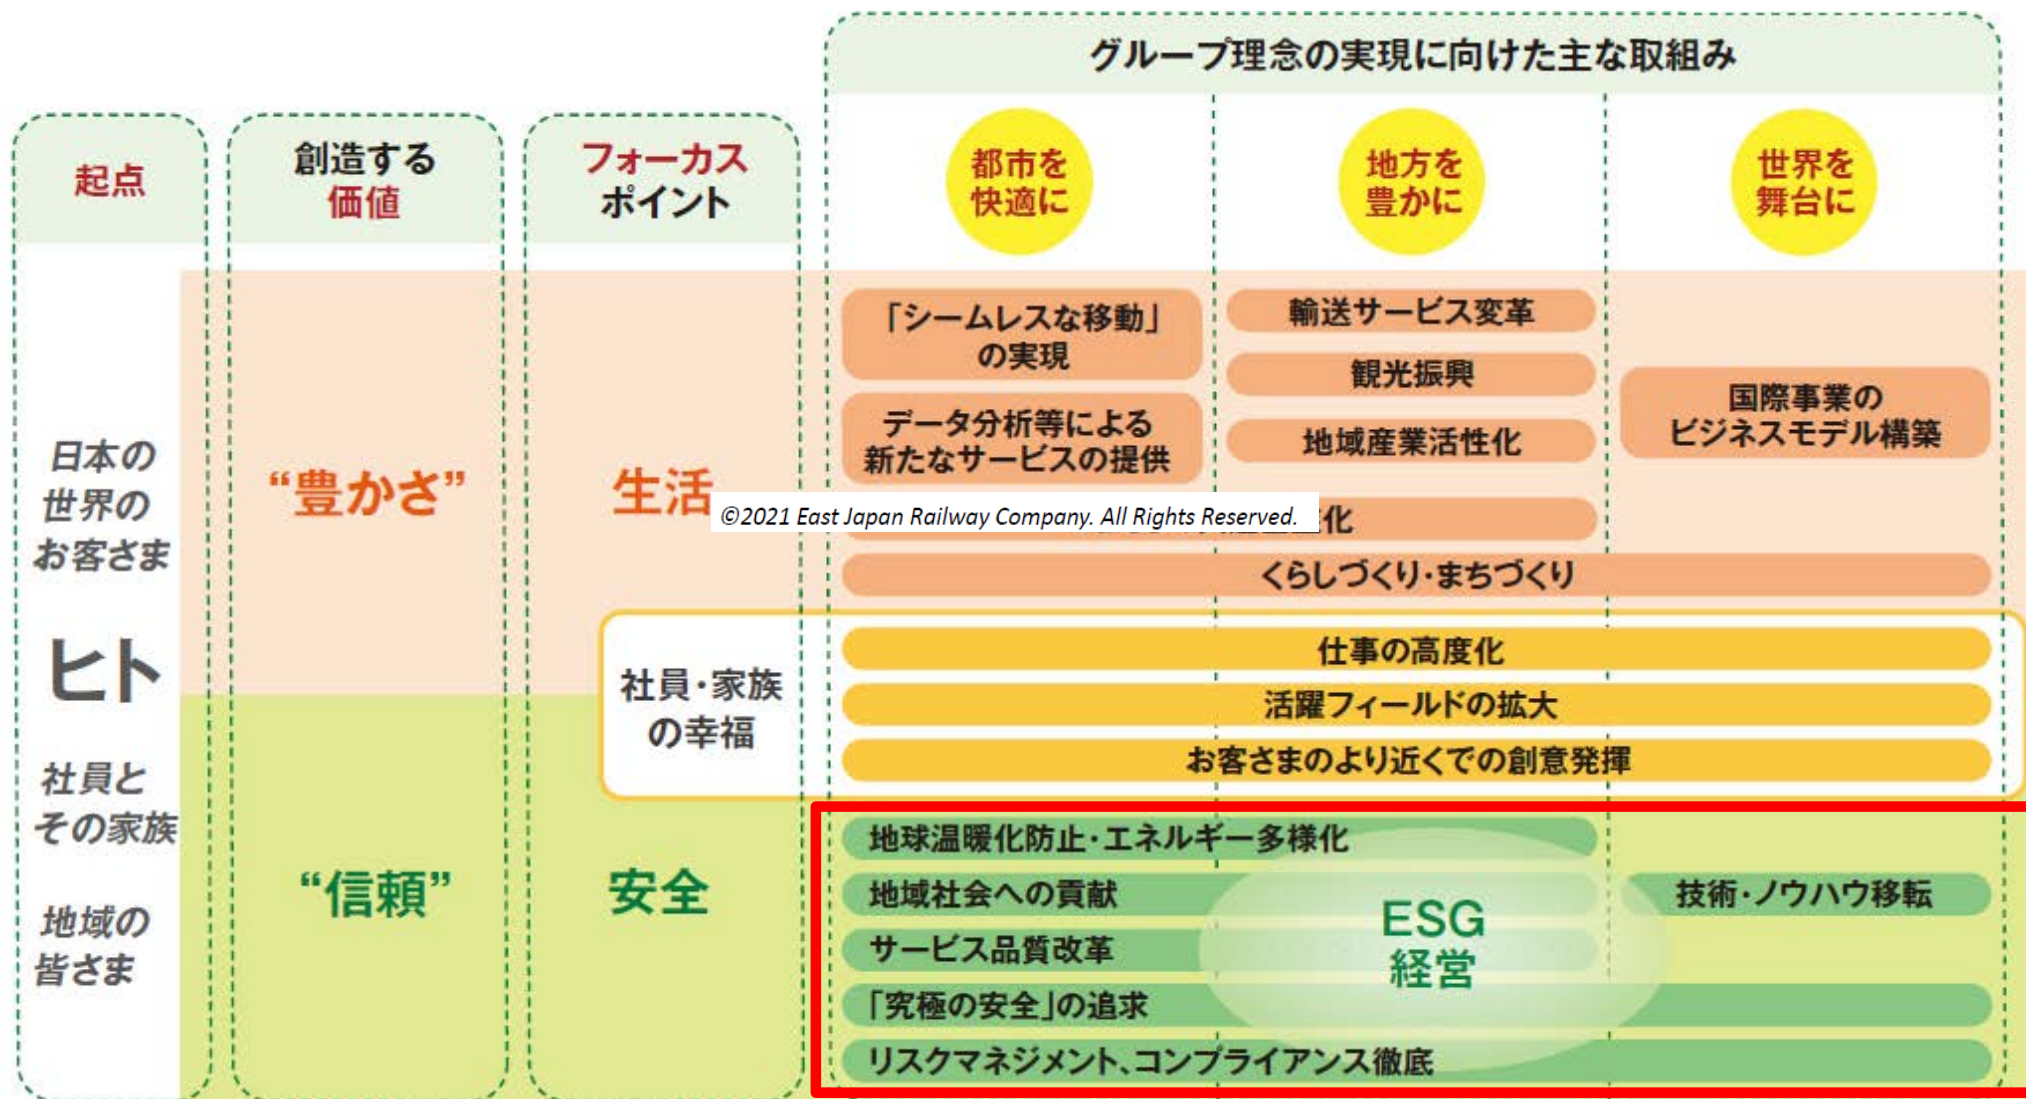 グループ理念の実現に向けた主な取組み
起点
創造する
価値
フォーカス
ポイント
都市を
快適に
地方を
豊かに
世界を
舞台に
日本の
世界の
お客さま
ヒト
社員と
その家族
地域の
皆さま
“豊かさ”
生活
「シームレスな移動」
の実現
データ分析等による
新たなサービスの提供
輸送サービス変革
観光振興
地域産業活性化
国際事業の
ビジネスモデル構築
©2021 East Japan Railway Company. All Rights Reserved.
化
くらしづくり・まちづくり
社員・家族
の幸福
仕事の高度化
活躍フィールドの拡大
お客さまのより近くでの創意発揮
“信頼”
安全
地球温暖化防止・エネルギー多様化
地域社会への貢献
サービス品質改革
「究極の安全」の追求
リスクマネジメント、コンプライアンス徹底
ESG
経営
技術・ノウハウ移転